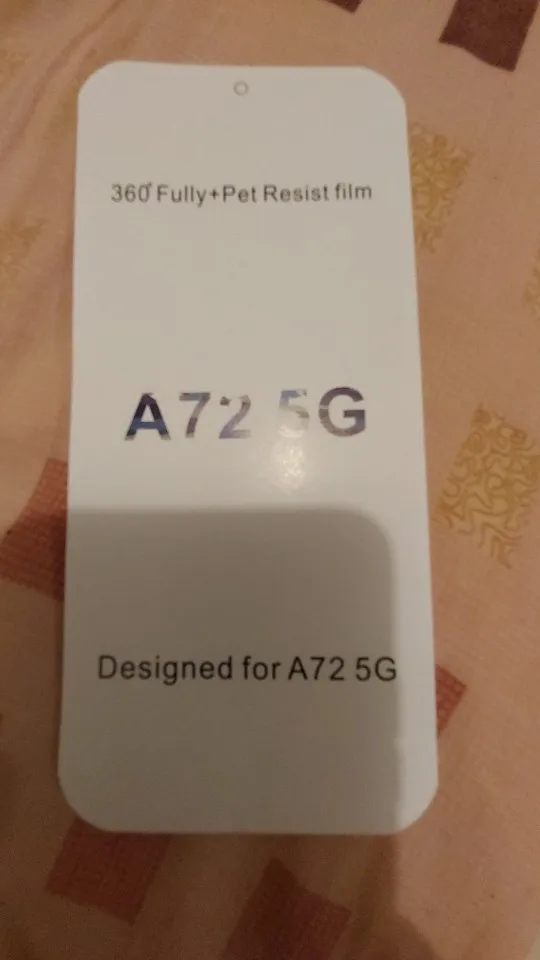 360° Fully+Pet Resist film
A72 5G
Designed for A72 5G